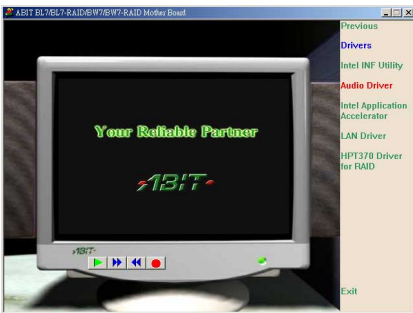 ABIT BL7/BL7-RAID/BW7/BW7-RAID Mother Board
Previous
Drivers
Intel INF Utility
Audio Driver
Intel Application
Accelerator
LAN Driver
HPT370 Driver
for RAID
Exit
Your Reliable Partner
ABIT
ABIT